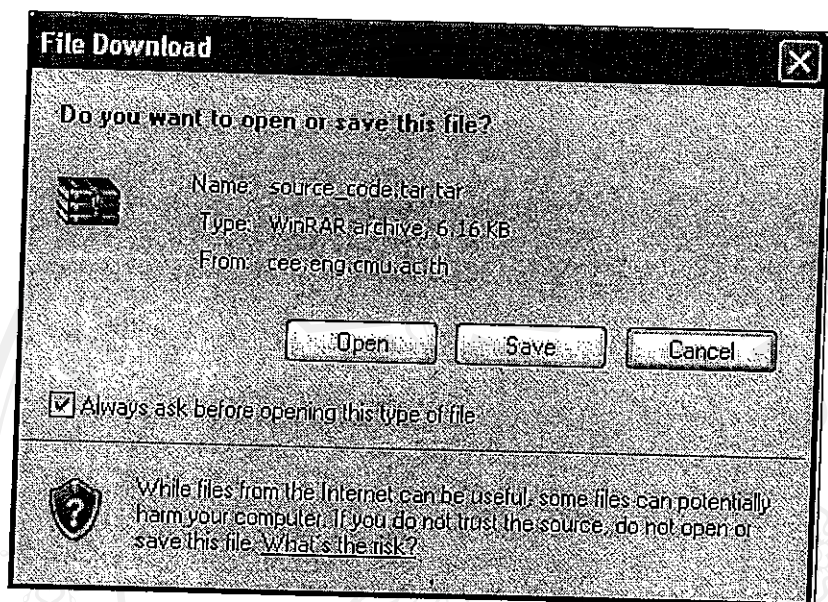 File Download
Do you want to open or save this file?
Name: source_code.tar.tar
Type: WinRAR archive, 6.16 KB
From: cee.eng.cmu.ac.th
Open Save Cancel
Always ask before opening this type of file
While files from the Internet can be useful, some files can potentially
harm your computer. If you do not trust the source, do not open or
save this file. What's the risk?